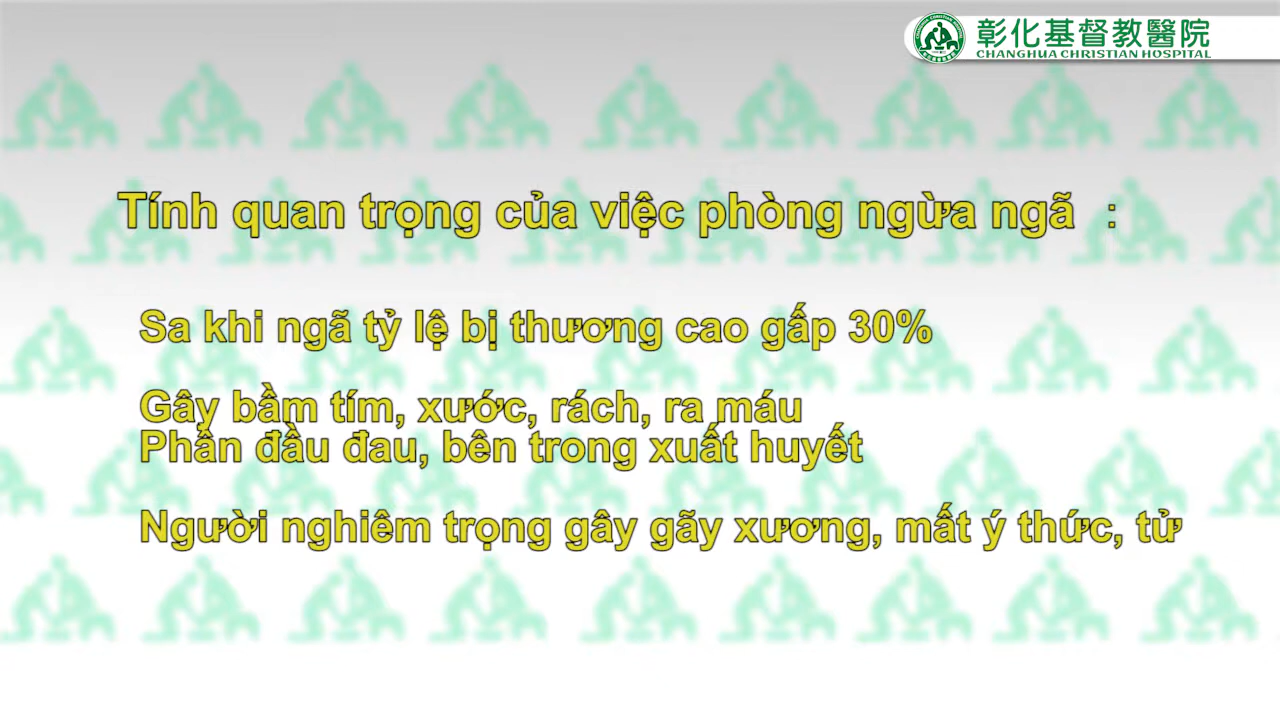 彰化基督教醫院
CHANGHUA CHRISTIAN HOSPITAL
Tính quan trọng của việc phòng ngừa ngã :
Sa khi ngã tỷ lệ bị thương cao gấp 30%
Gây bầm tím, xước, rách, ra máu
Phần đầu đau, bên trong xuất huyết
Người nghiêm trọng gây gãy xương, mất ý thức, tử